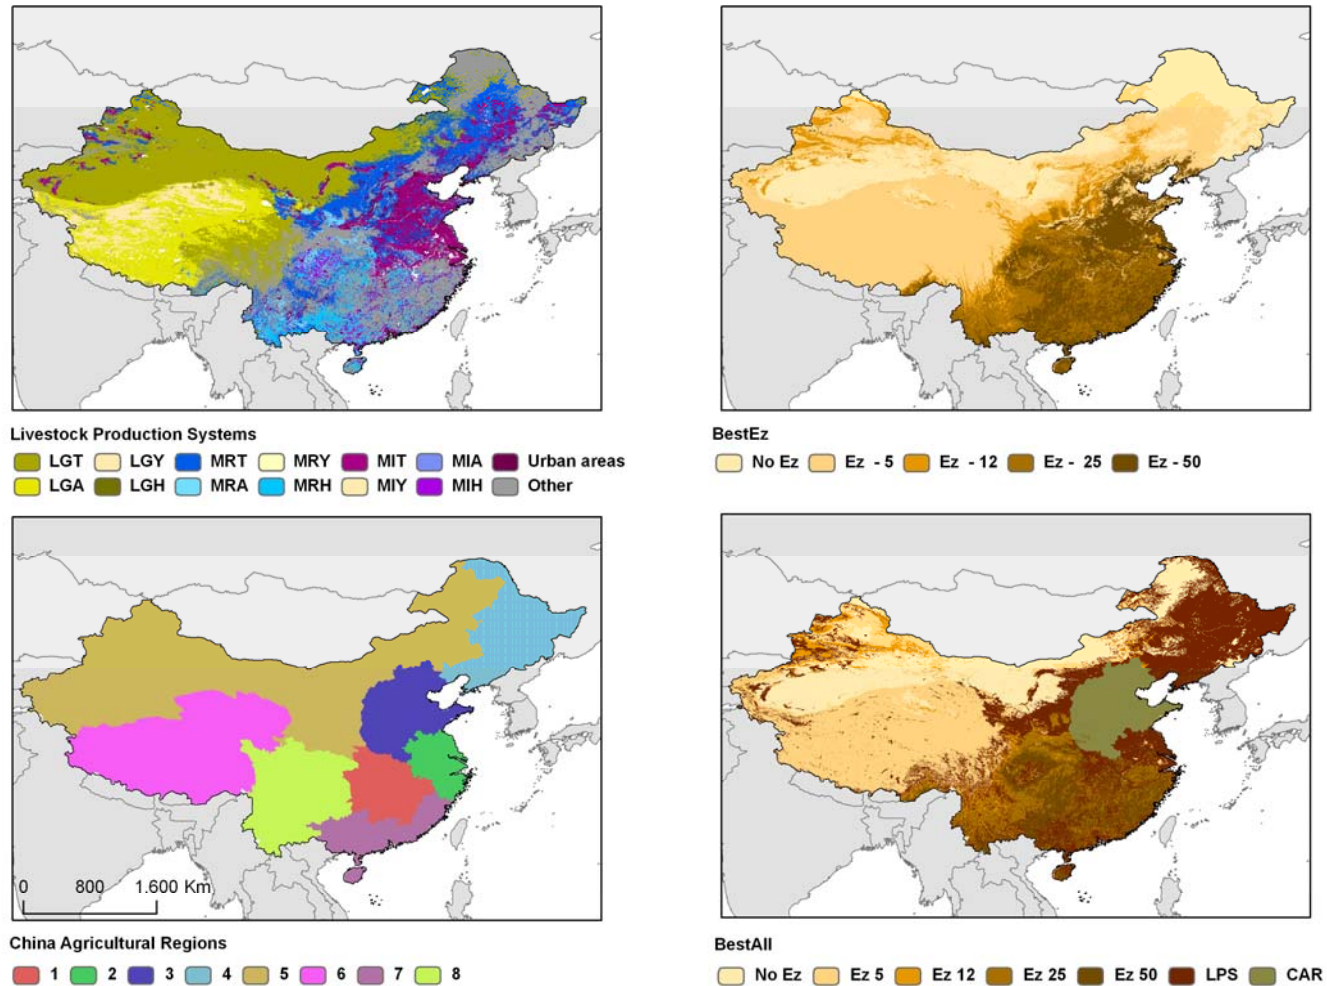 Livestock Production Systems
LGT LGY MRT MRY MIT MIA Urban areas
LGA LGH MRA MRH MIY MIH Other
BestEz
No Ez Ez - 5 Ez - 12 Ez - 25 Ez - 50
0 800 1.600 Km
China Agricultural Regions
1 2 3 4 5 6 7 8
BestAll
No Ez Ez 5 Ez 12 Ez 25 Ez 50 LPS CAR